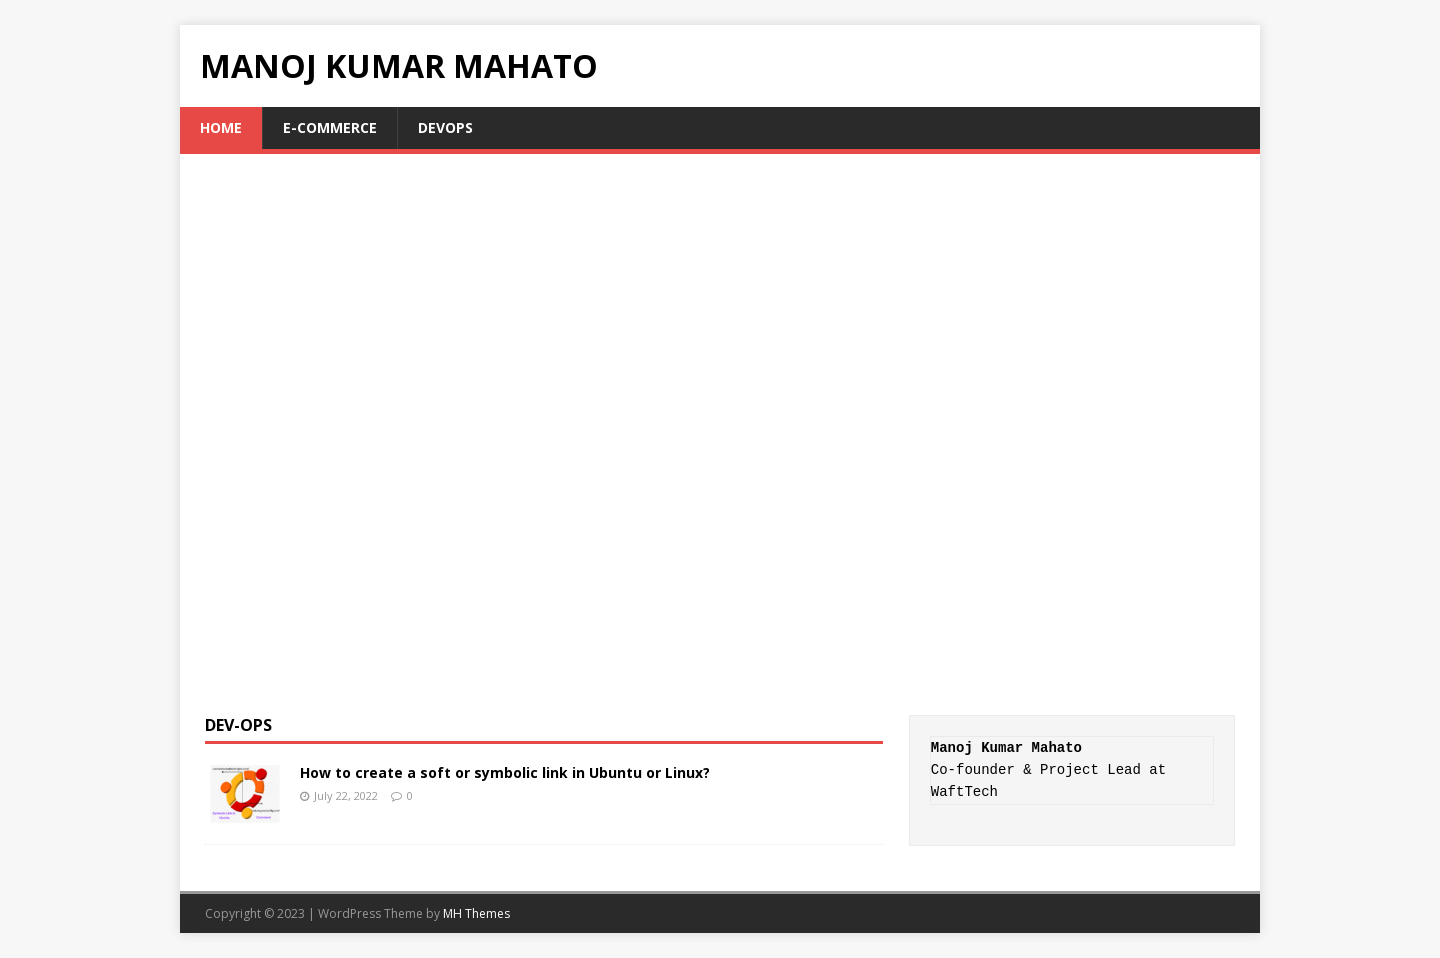 MANOJ KUMAR MAHATO
HOME
E-COMMERCE
DEVOPS
DEV-OPS
How to create a soft or symbolic link in Ubuntu or Linux?
July 22, 2022
0
Manoj Kumar Mahato
Co-founder & Project Lead at
WaftTech
Copyright © 2023 | WordPress Theme by MH Themes